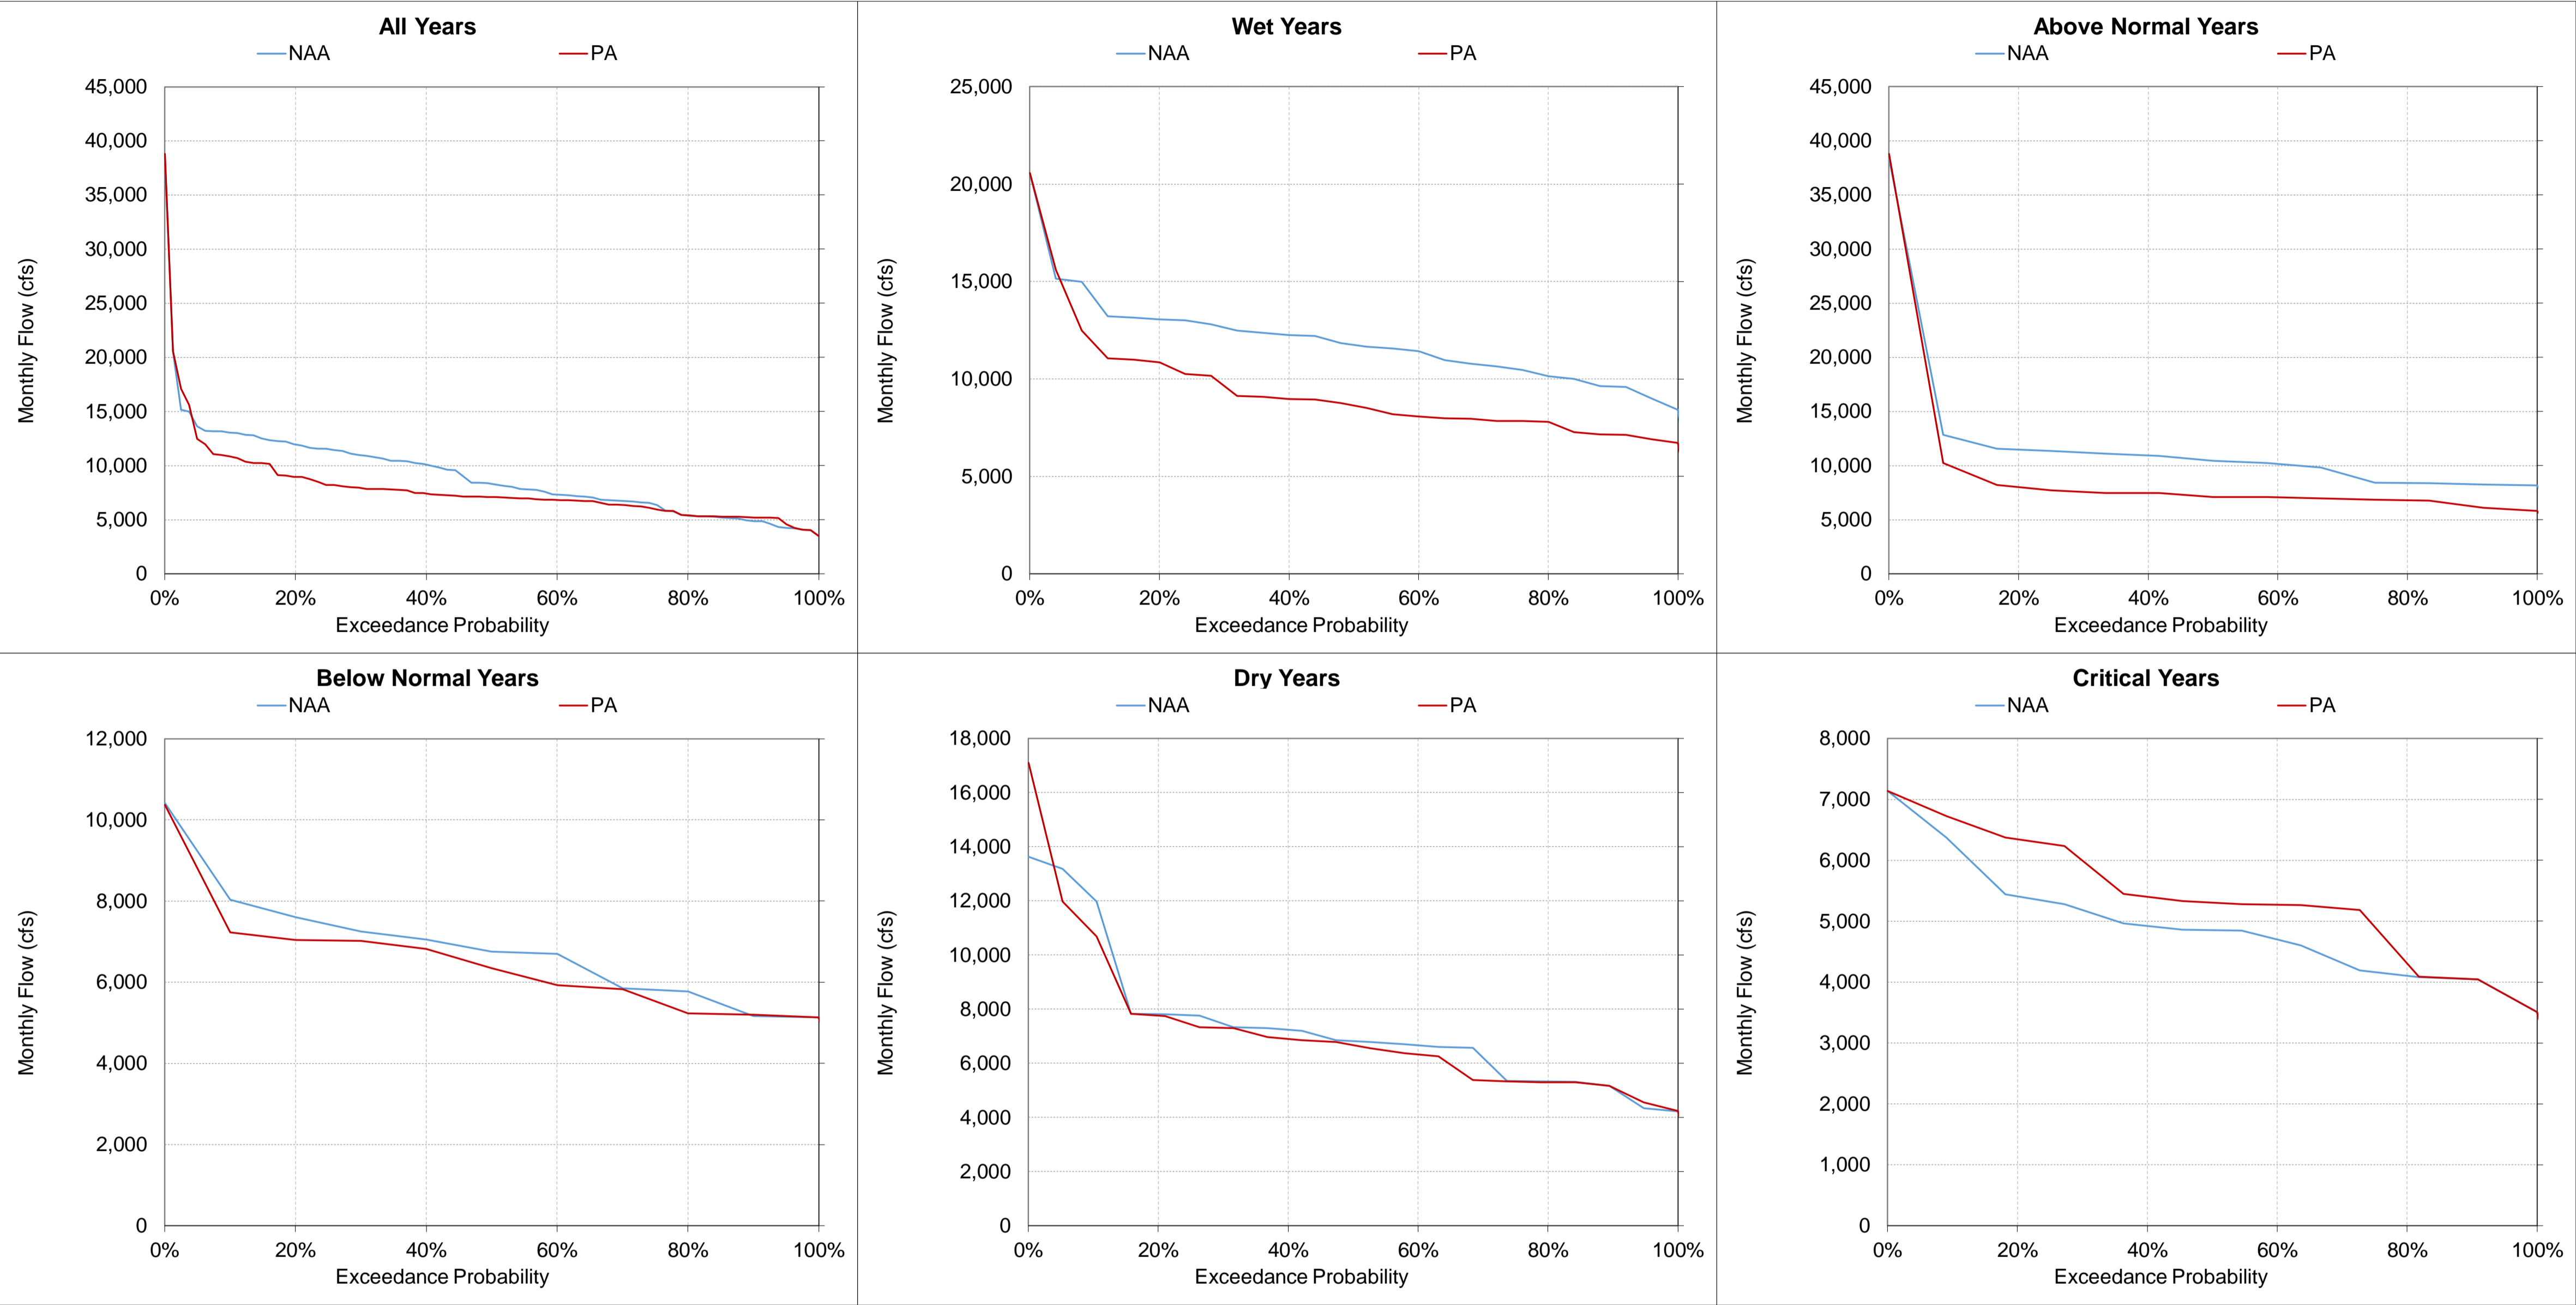 All Years
NAA PA
45,000
40,000
35,000
30,000
25,000
20,000
15,000
10,000
5,000
0
Monthly Flow (cfs)
0% 20% 40% 60% 80% 100%
Exceedance Probability
Wet Years
NAA PA
25,000
20,000
15,000
10,000
5,000
0
Monthly Flow (cfs)
0% 20% 40% 60% 80% 100%
Exceedance Probability
Above Normal Years
NAA PA
45,000
40,000
35,000
30,000
25,000
20,000
15,000
10,000
5,000
0
Monthly Flow (cfs)
0% 20% 40% 60% 80% 100%
Exceedance Probability
Below Normal Years
NAA PA
12,000
10,000
8,000
6,000
4,000
2,000
0
Monthly Flow (cfs)
0% 20% 40% 60% 80% 100%
Exceedance Probability
Dry Years
NAA PA
18,000
16,000
14,000
12,000
10,000
8,000
6,000
4,000
2,000
0
Monthly Flow (cfs)
0% 20% 40% 60% 80% 100%
Exceedance Probability
Critical Years
NAA PA
8,000
7,000
6,000
5,000
4,000
3,000
2,000
1,000
0
Monthly Flow (cfs)
0% 20% 40% 60% 80% 100%
Exceedance Probability